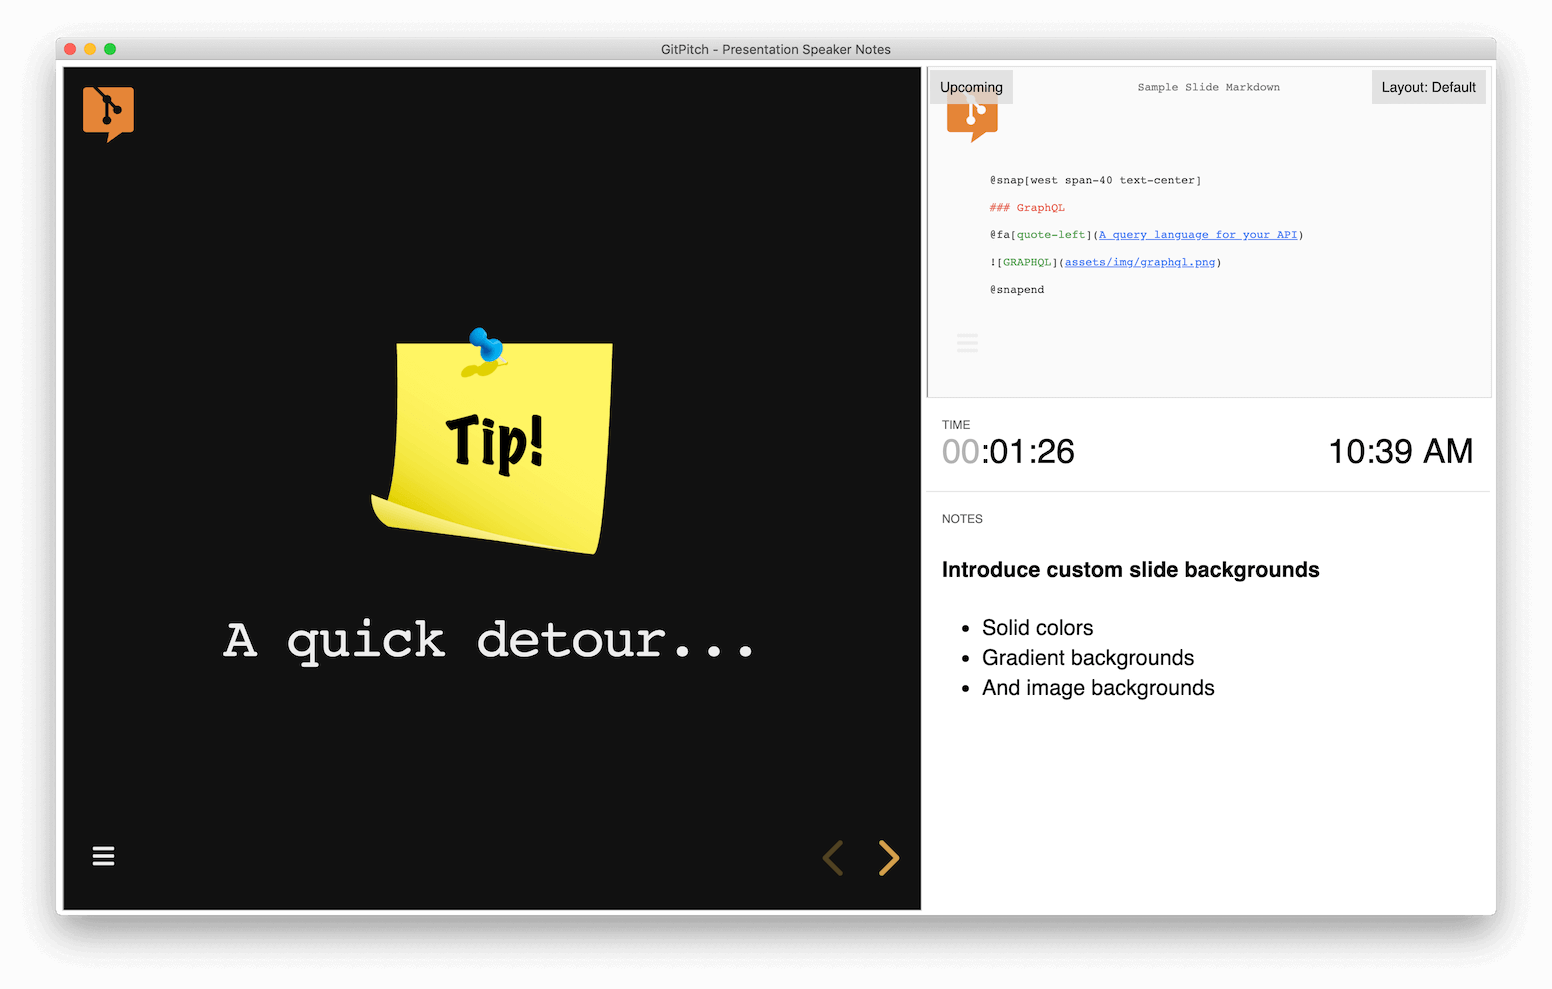 GitPitch - Presentation Speaker Notes
Tip!
A quick detour...
Upcoming
Sample Slide Markdown
Layout: Default
@snap[west span-40 text-center]
### GraphQL
@fa[quote-left](A query language for your API)
![GRAPHQL](assets/img/graphql.png)
@snapend
TIME
00:01:26
10:39 AM
NOTES
Introduce custom slide backgrounds
• Solid colors
• Gradient backgrounds
• And image backgrounds